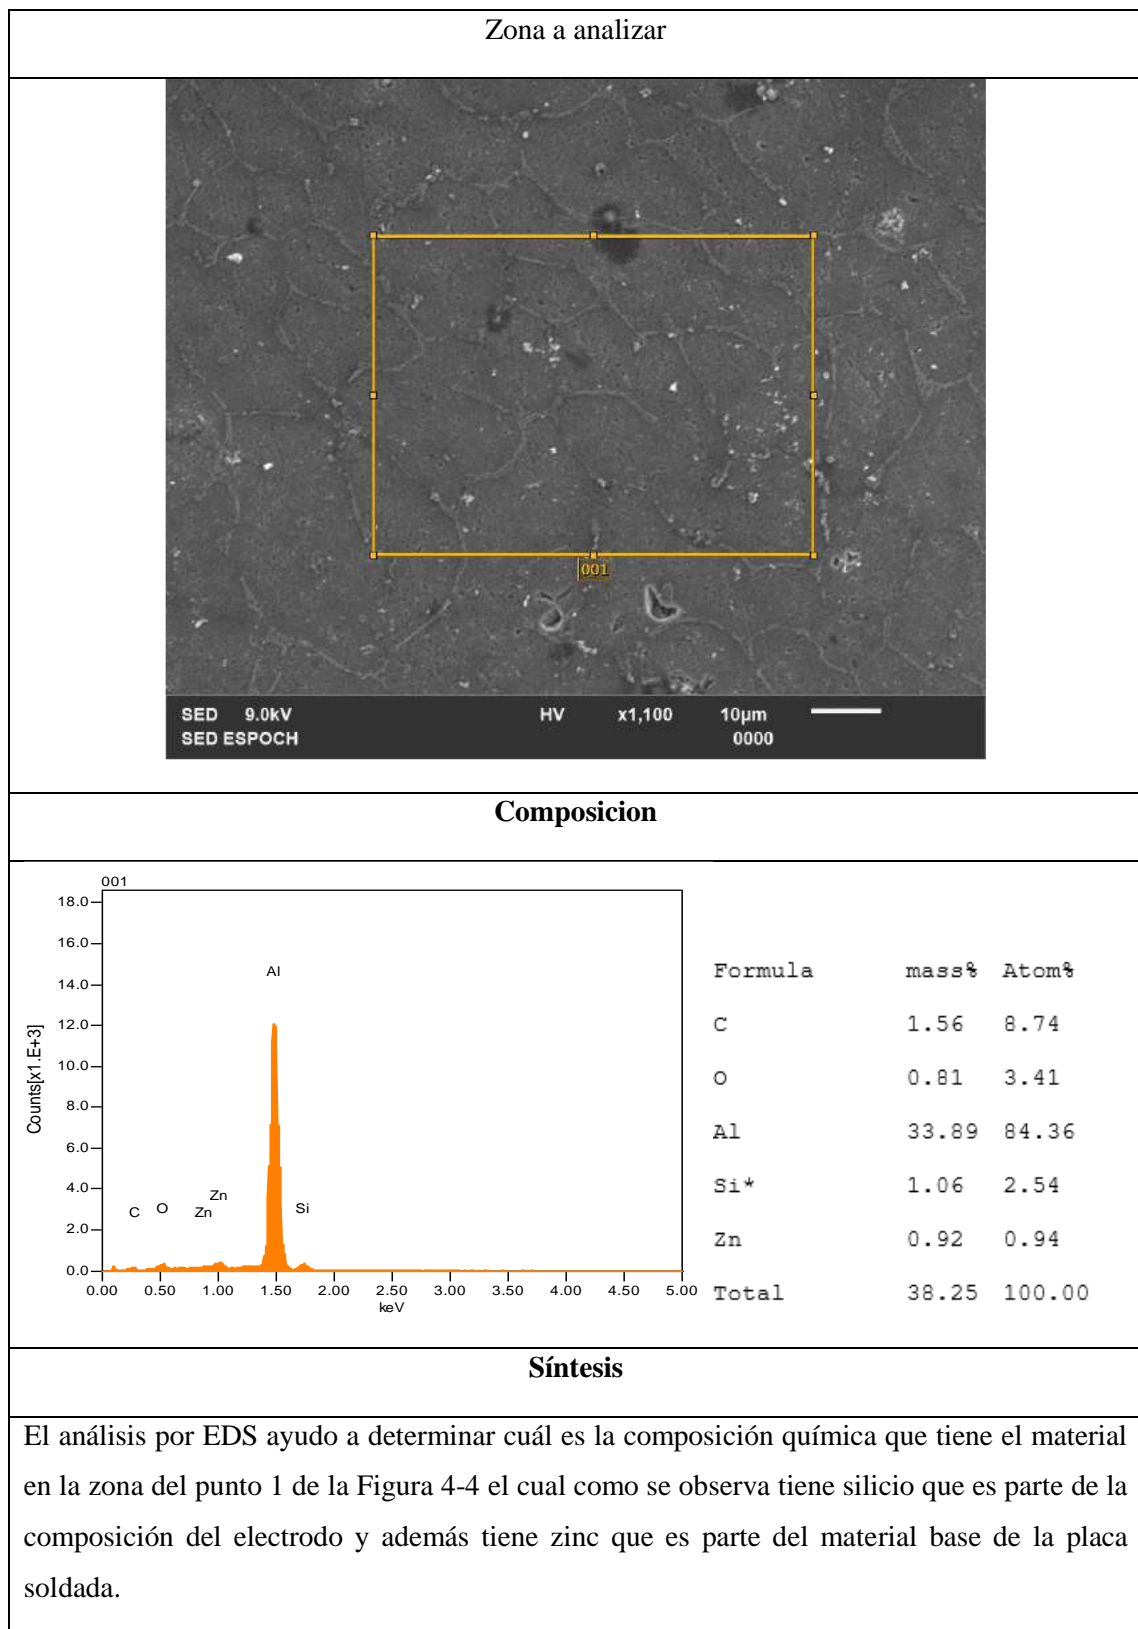 Zona a analizar
001
SED 9.0kV HV x1,100 10µm
SED ESPOCH 0000
Composicion
001
18.0
16.0
14.0
12.0
10.0
8.0
6.0
4.0
2.0
0.0
Counts[x1.E+3]
Al
C O Zn Zn Si
0.00 0.50 1.00 1.50 2.00 2.50 3.00 3.50 4.00 4.50 5.00
keV
Formula mass% Atom%
C 1.56 8.74
O 0.81 3.41
Al 33.89 84.36
Si* 1.06 2.54
Zn 0.92 0.94
Total 38.25 100.00
Síntesis
El análisis por EDS ayudo a determinar cuál es la composición química que tiene el material
en la zona del punto 1 de la Figura 4-4 el cual como se observa tiene silicio que es parte de la
composición del electrodo y además tiene zinc que es parte del material base de la placa
soldada.